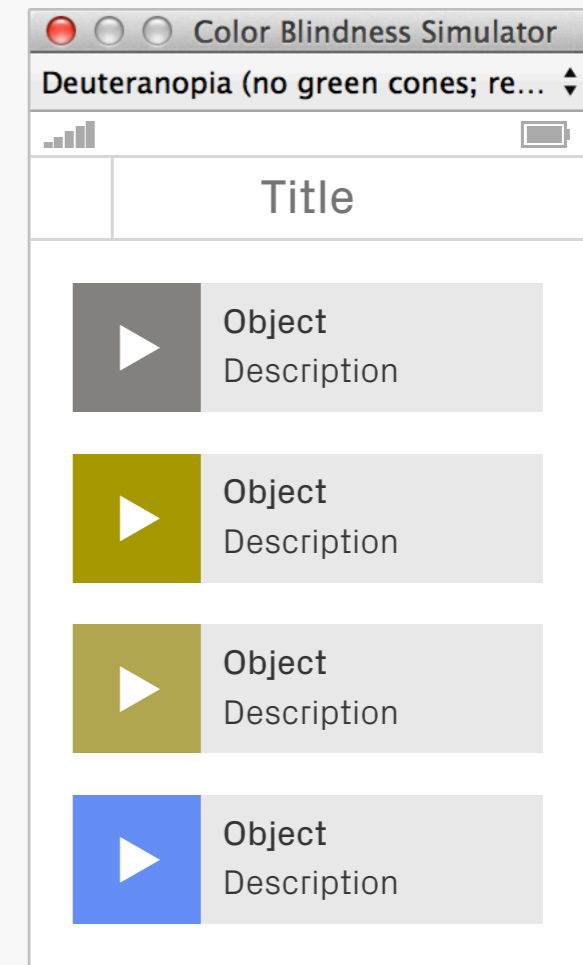 Color Blindness Simulator
Deuteranopia (no green cones; re...
Title
Object
Description
Object
Description
Object
Description
Object
Description